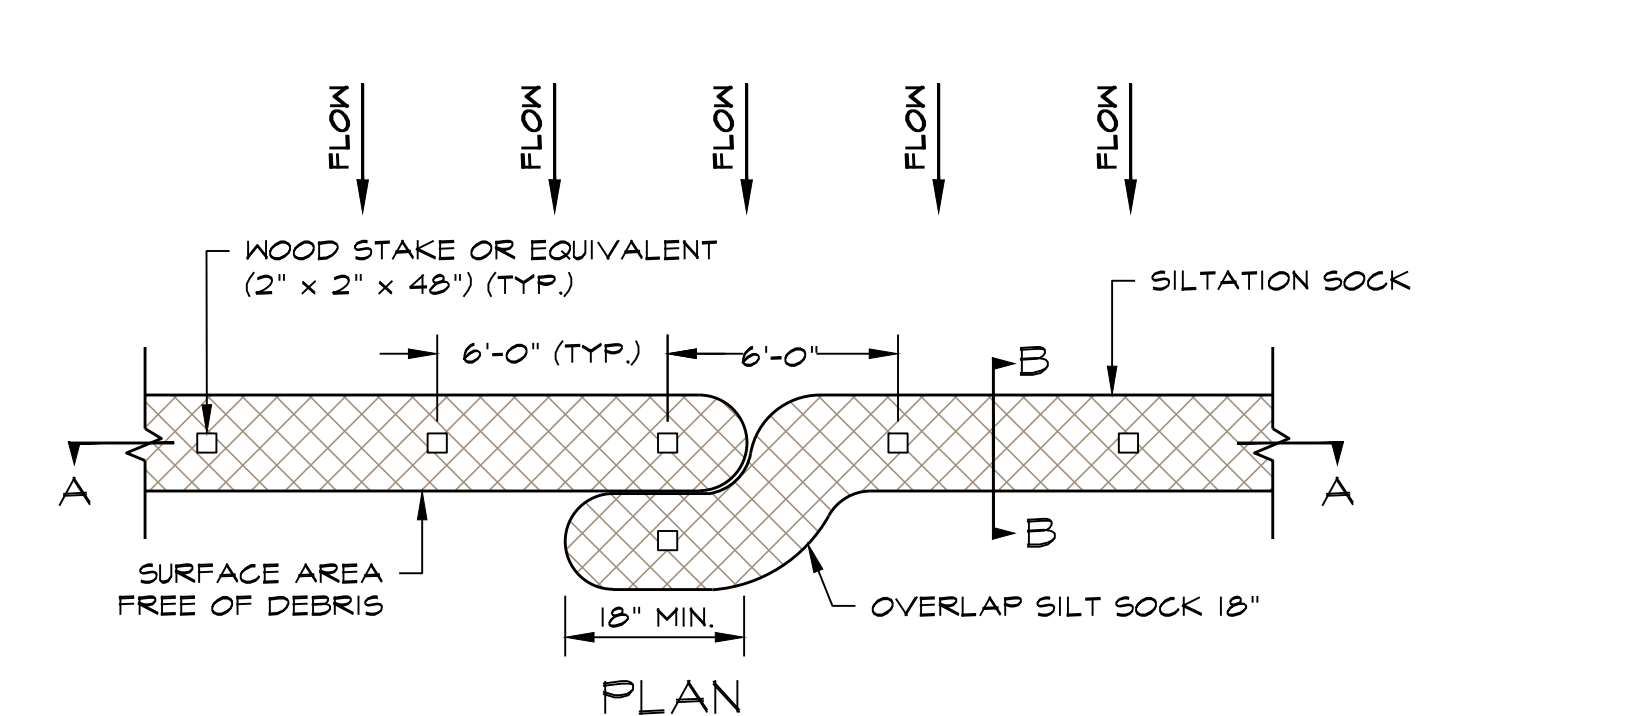 FLOW
FLOW
FLOW
FLOW
FLOW
WOOD STAKE OR EQUIVALENT
(2" x 2" x 48") (TYP.)
SILTATION SOCK
6'-0" (TYP.)
6'-0"
B
A
A
B
SURFACE AREA
FREE OF DEBRIS
OVERLAP SILT SOCK 18"
18" MIN.
PLAN